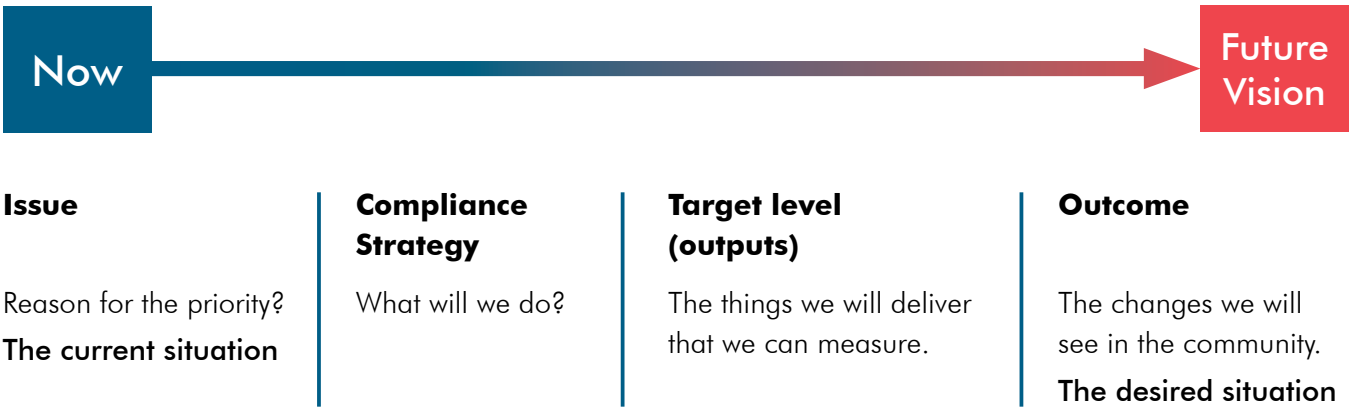 Now
Future
Vision
Issue
Reason for the priority?
The current situation
Compliance
Strategy
What will we do?
Target level
(outputs)
The things we will deliver
that we can measure.
Outcome
The changes we will
see in the community.
The desired situation